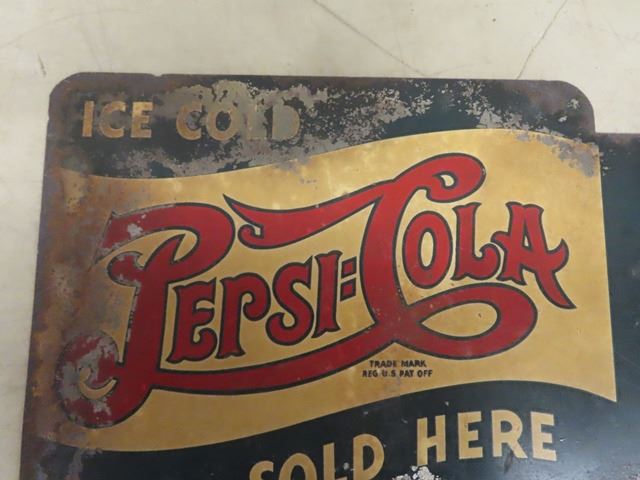 ICE COLD
PEPSI=COLA
TRADE MARK
REG U.S PAT OFF
SOLD HERE